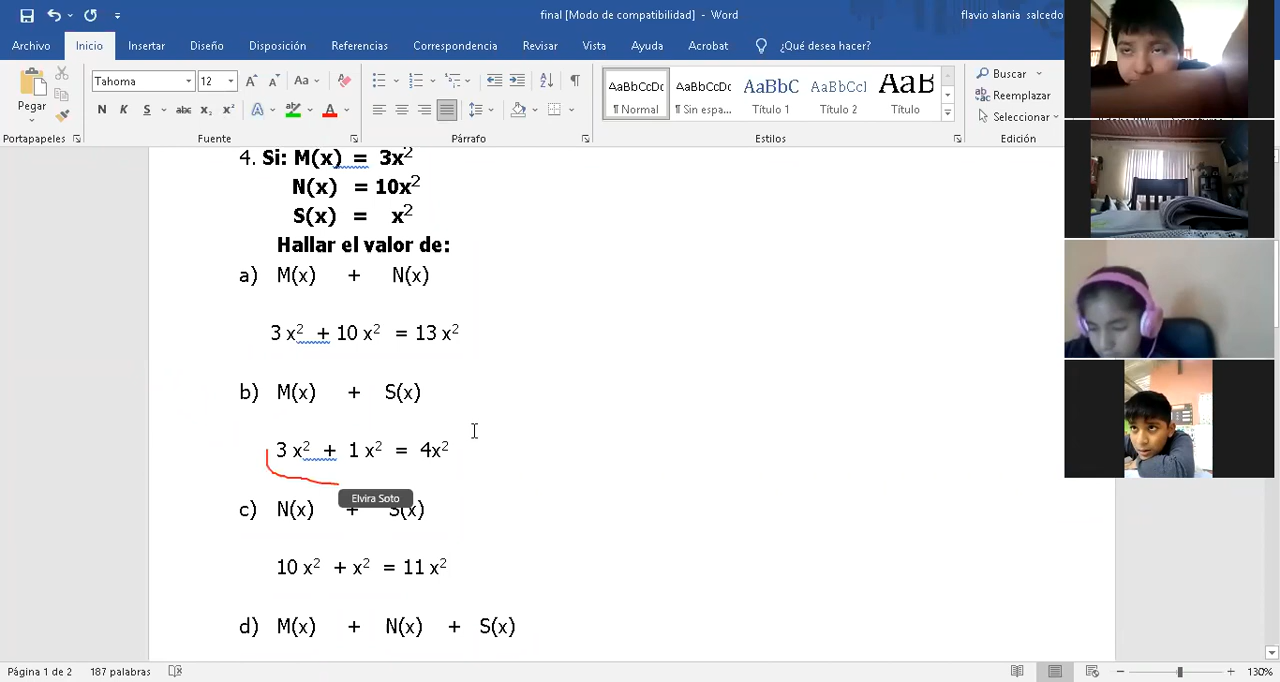 final [Modo de compatibilidad] - Word
flavio alania salcedo
Archivo Inicio Insertar Diseño Disposición Referencias Correspondencia Revisar Vista Ayuda Acrobat ¿Qué desea hacer?
Pegar
Tahoma 12
Portapapeles Fuente Párrafo Estilos Edición
AaBbCcDc AaBbCcDc AaBbC AaBbCcl AaB
¶ Normal ¶ Sin espa... Título 1 Título 2 Título
Buscar
Reemplazar
Seleccionar
4. Si: M(x) = 3x²
N(x) = 10x²
S(x) = x²
Hallar el valor de:
a) M(x) + N(x)
3 x² + 10 x² = 13 x²
b) M(x) + S(x)
3 x² + 1 x² = 4x²
Elvira Soto
c) N(x) + S(x)
10 x² + x² = 11 x²
d) M(x) + N(x) + S(x)
Página 1 de 2 187 palabras 130%